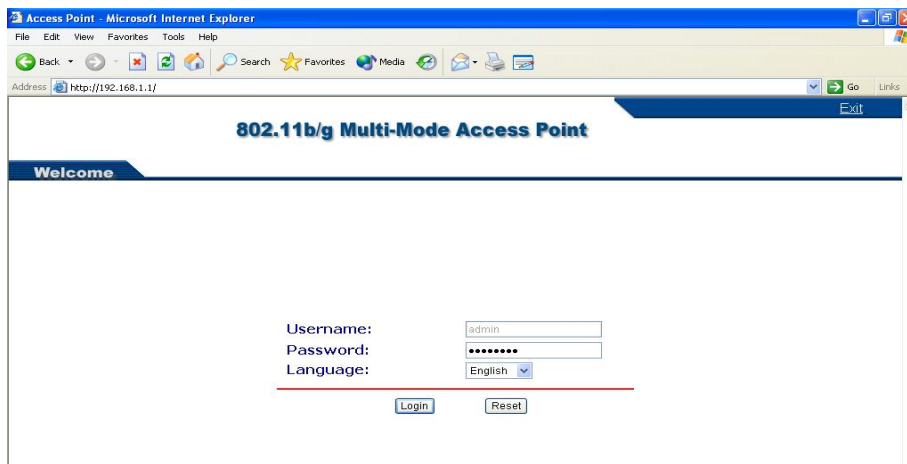 Access Point - Microsoft Internet Explorer
File Edit View Favorites Tools Help
Back Search Favorites Media
Address http://192.168.1.1/ Go Links
Exit
802.11b/g Multi-Mode Access Point
Welcome
Username: admin
Password: ••••••••
Language: English
Login Reset